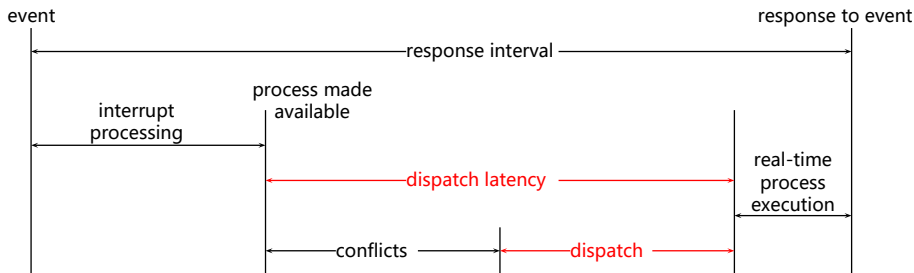 event
response to event
response interval
process made
available
interrupt
processing
dispatch latency
real-time
process
execution
conflicts
dispatch